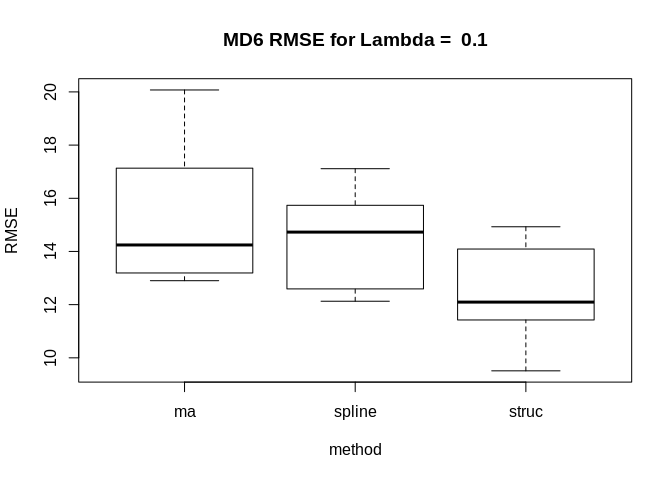 MD6 RMSE for Lambda =  0.1
RMSE
20
18
16
14
12
10
ma
spline
struc
method